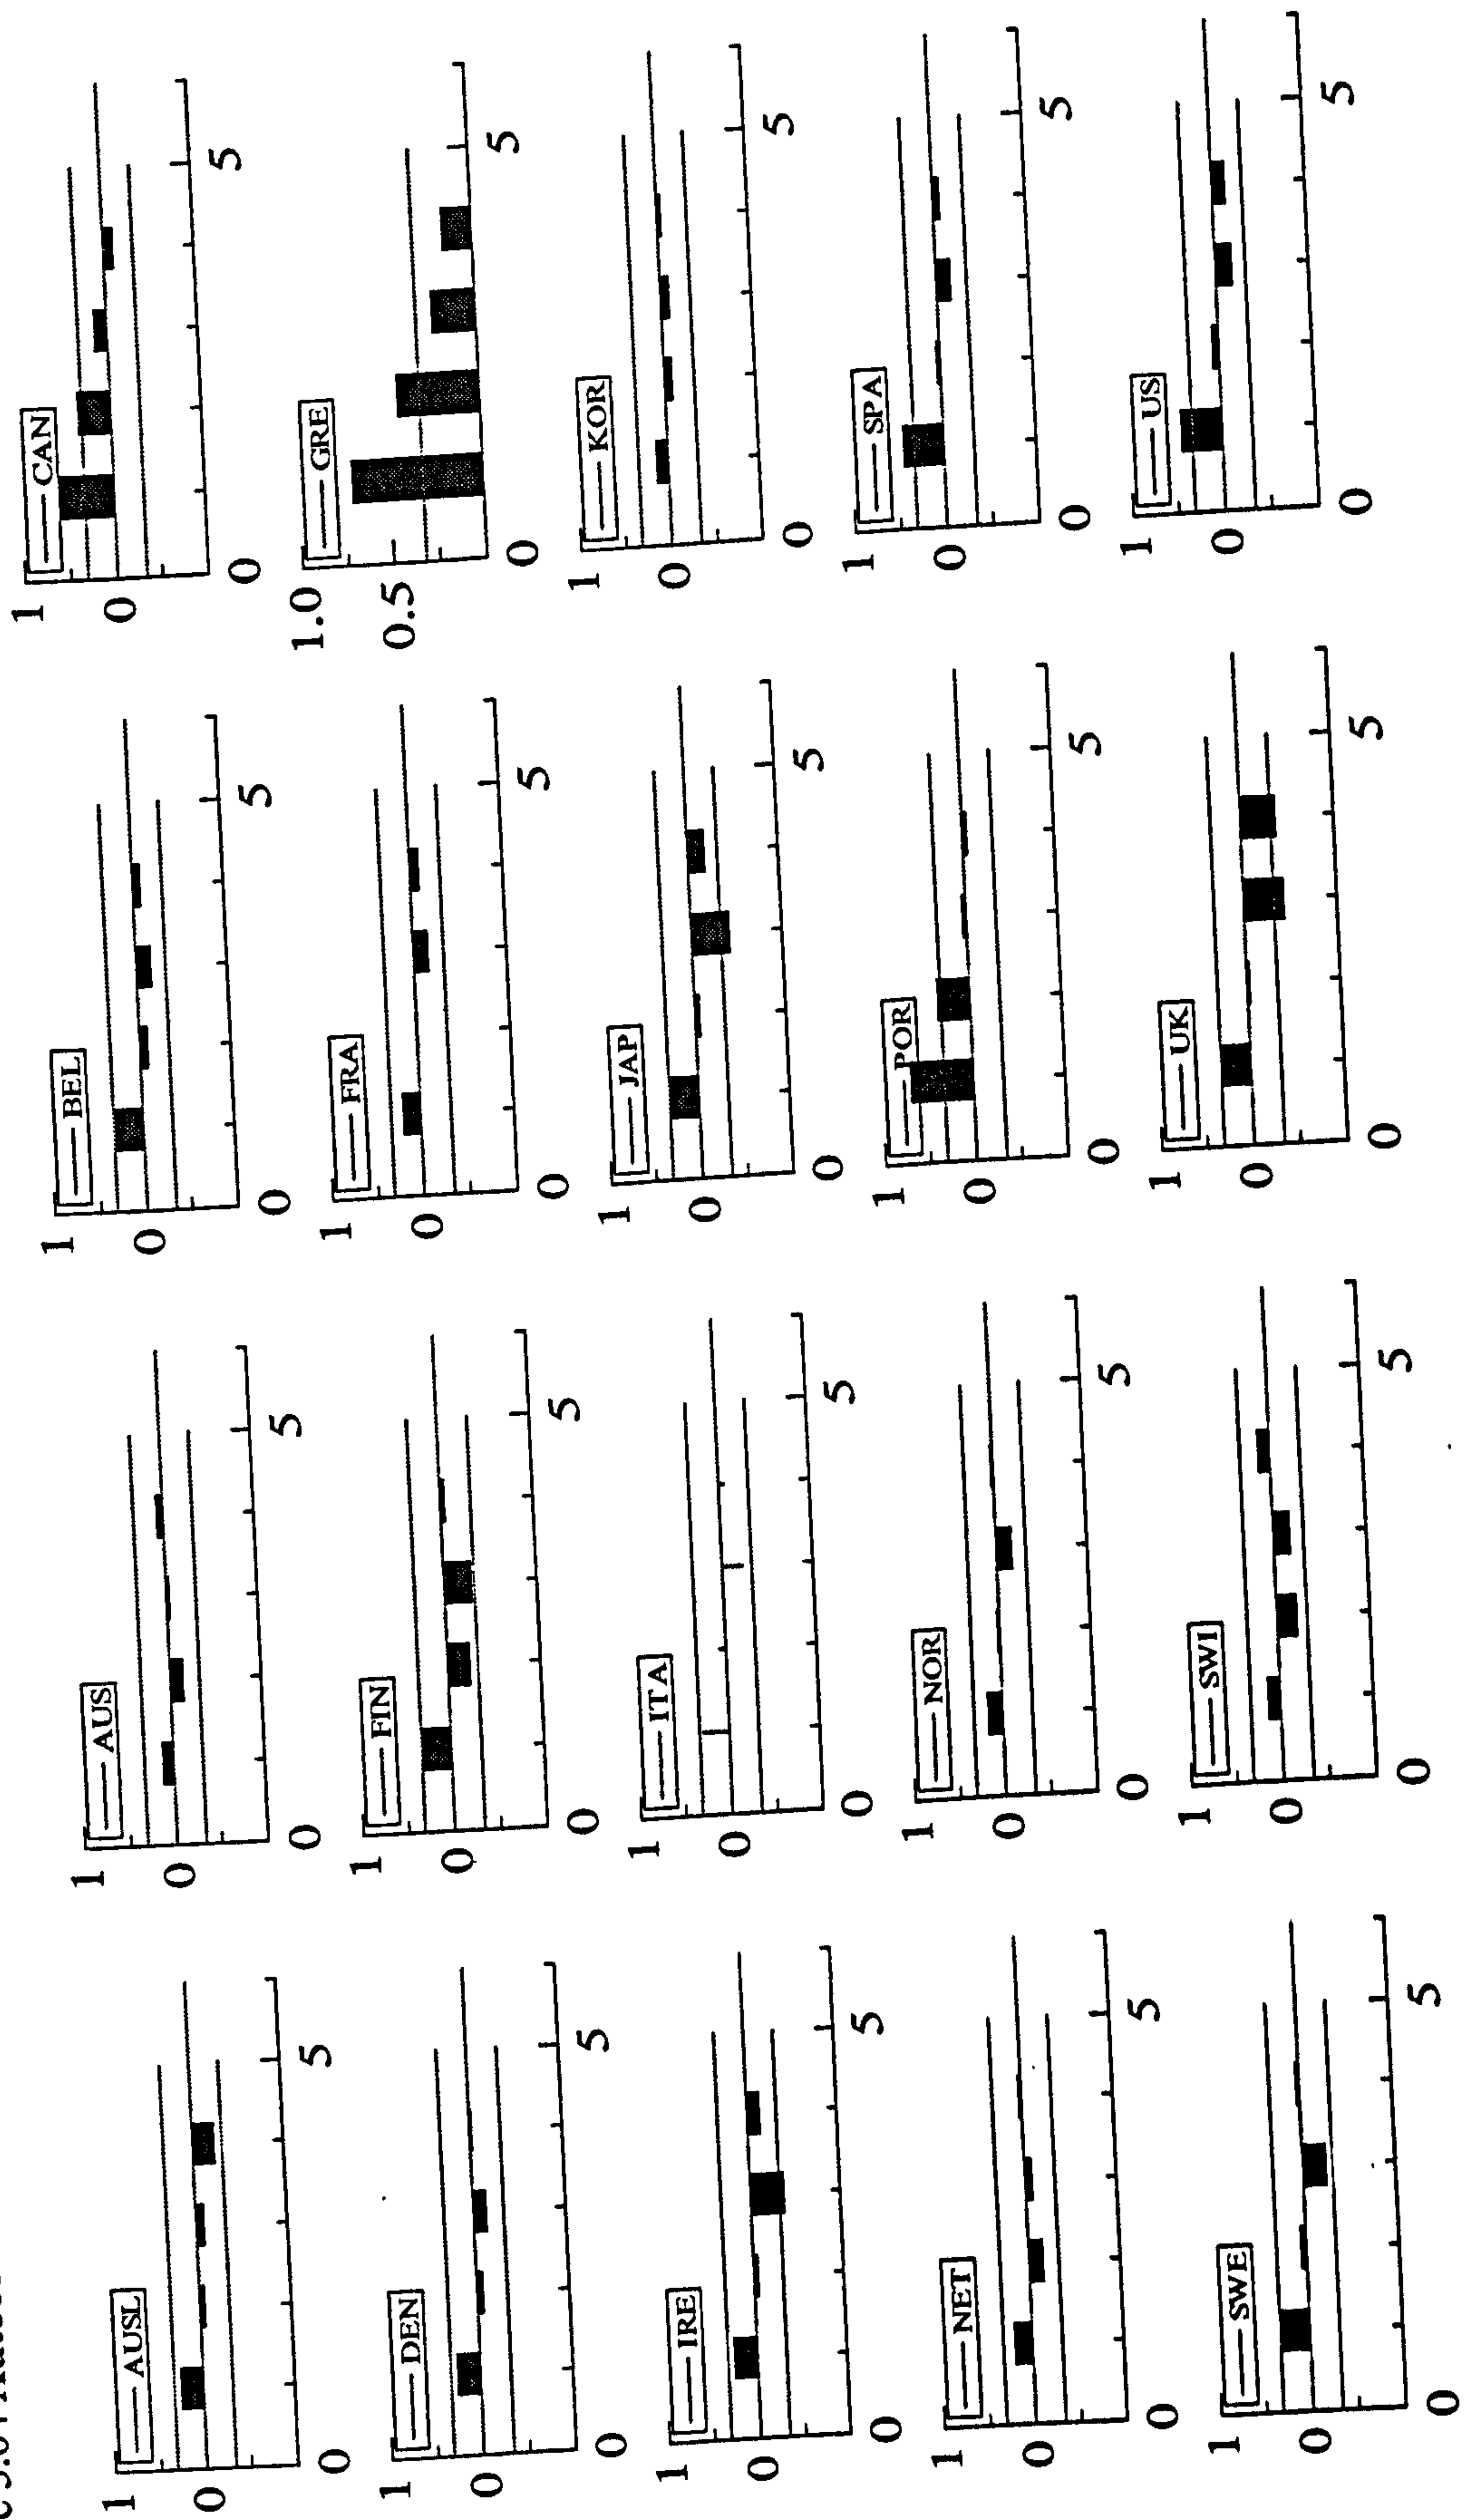 AUSL AUS BEL CAN
1 1 1 1
0 0 0 0
0 5 0 5 0 5 0 5
DEN FIN FRA GRE
1 1 1 1.0
0 0 0 0.5
0 5 0 5 0 5 0 5
IRE ITA JAP KOR
1 1 1 1
0 0 0 0
0 5 0 5 0 5 0 5
NET NOR POR SPA
1 1 1 1
0 0 0 0
0 5 0 5 0 5 0 5
SWE SWI UK US
1 1 1 1
0 0 0 0
0 5 0 5 0 5 0 5